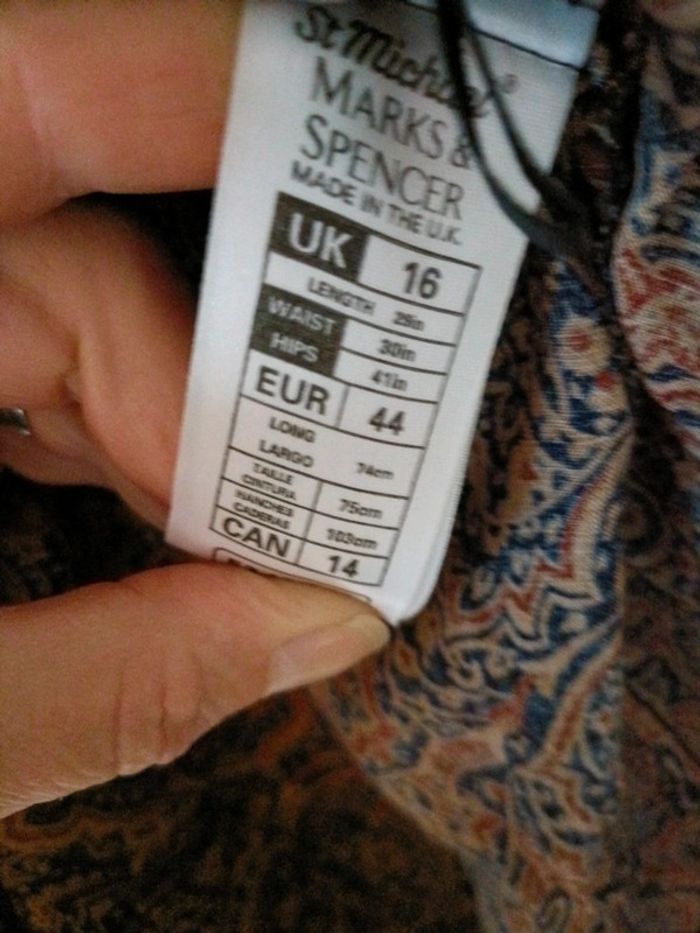 St Michael®
MARKS &
SPENCER
MADE IN THE U.K.
UK 16
LENGTH 29in
WAIST 30in
HIPS 41in
EUR 44
LONG
LARGO 74cm
TAILLE
CINTURA 75cm
HANCHES
CADERAS 103cm
CAN 14